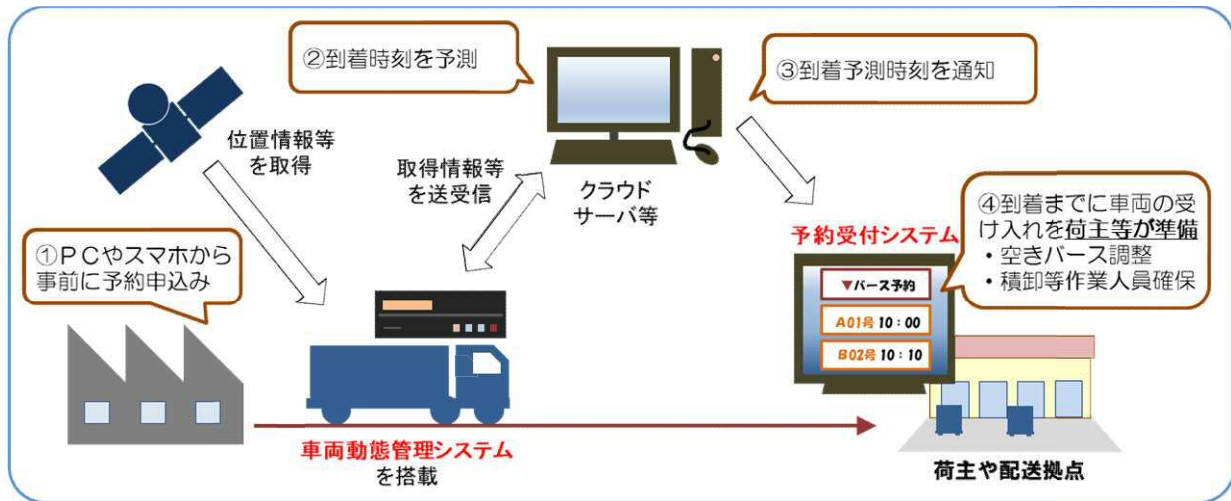 ②到着時刻を予測
③到着予測時刻を通知
位置情報等
を取得
取得情報等
を送受信
クラウド
サーバ等
④到着までに車両の受
け入れを荷主等が準備
・空きバース調整
・積卸等作業人員確保
予約受付システム
①ＰＣやスマホから
事前に予約申込み
▼バース予約
A01号 10：00
B02号 10：10
車両動態管理システム
を搭載
荷主や配送拠点